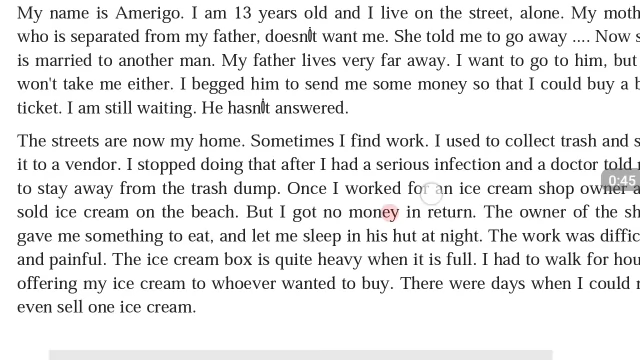 My name is Amerigo. I am 13 years old and I live on the street, alone. My
who is separated from my father, doesn't want me. She told me to go away .... Now
is married to another man. My father lives very far away. I want to go to him, but
won't take me either. I begged him to send me some money so that I could buy a
ticket. I am still waiting. He hasn't answered.
The streets are now my home. Sometimes I find work. I used to collect trash and
it to a vendor. I stopped doing that after I had a serious infection and a doctor told
to stay away from the trash dump. Once I worked for an ice cream shop owner
sold ice cream on the beach. But I got no money in return. The owner of the
gave me something to eat, and let me sleep in his hut at night. The work was
and painful. The ice cream box is quite heavy when it is full. I had to walk for
offering my ice cream to whoever wanted to buy. There were days when I could
even sell one ice cream.
0:45